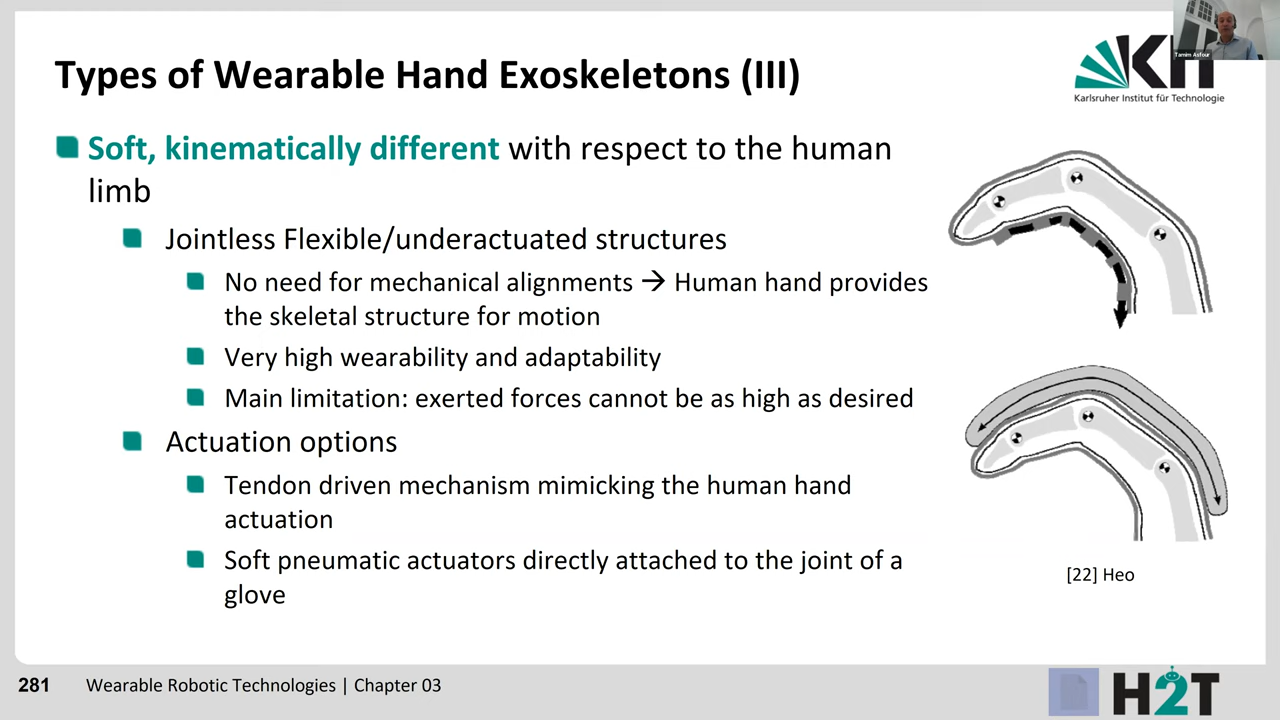 Types of Wearable Hand Exoskeletons (III)
KIT
Karlsruher Institut für Technologie
Tamim Asfour
Soft, kinematically different with respect to the human
limb
Jointless Flexible/underactuated structures
No need for mechanical alignments → Human hand provides
the skeletal structure for motion
Very high wearability and adaptability
Main limitation: exerted forces cannot be as high as desired
Actuation options
Tendon driven mechanism mimicking the human hand
actuation
Soft pneumatic actuators directly attached to the joint of a
glove
[22] Heo
281 Wearable Robotic Technologies | Chapter 03
H2T